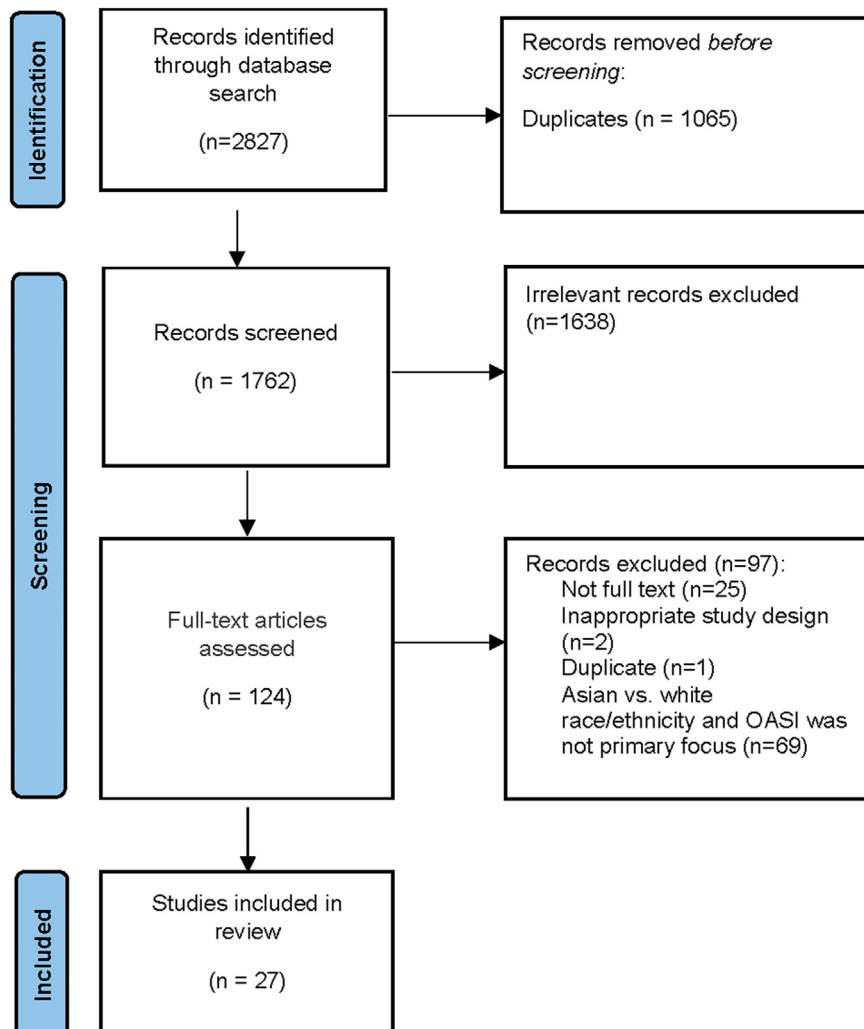 Identification
Records identified
through database
search
(n=2827)
Records removed before
screening:
Duplicates (n = 1065)
Screening
Records screened
(n = 1762)
Irrelevant records excluded
(n=1638)
Full-text articles
assessed
(n = 124)
Records excluded (n=97):
Not full text (n=25)
Inappropriate study design
(n=2)
Duplicate (n=1)
Asian vs. white
race/ethnicity and OASI was
not primary focus (n=69)
Included
Studies included in
review
(n = 27)